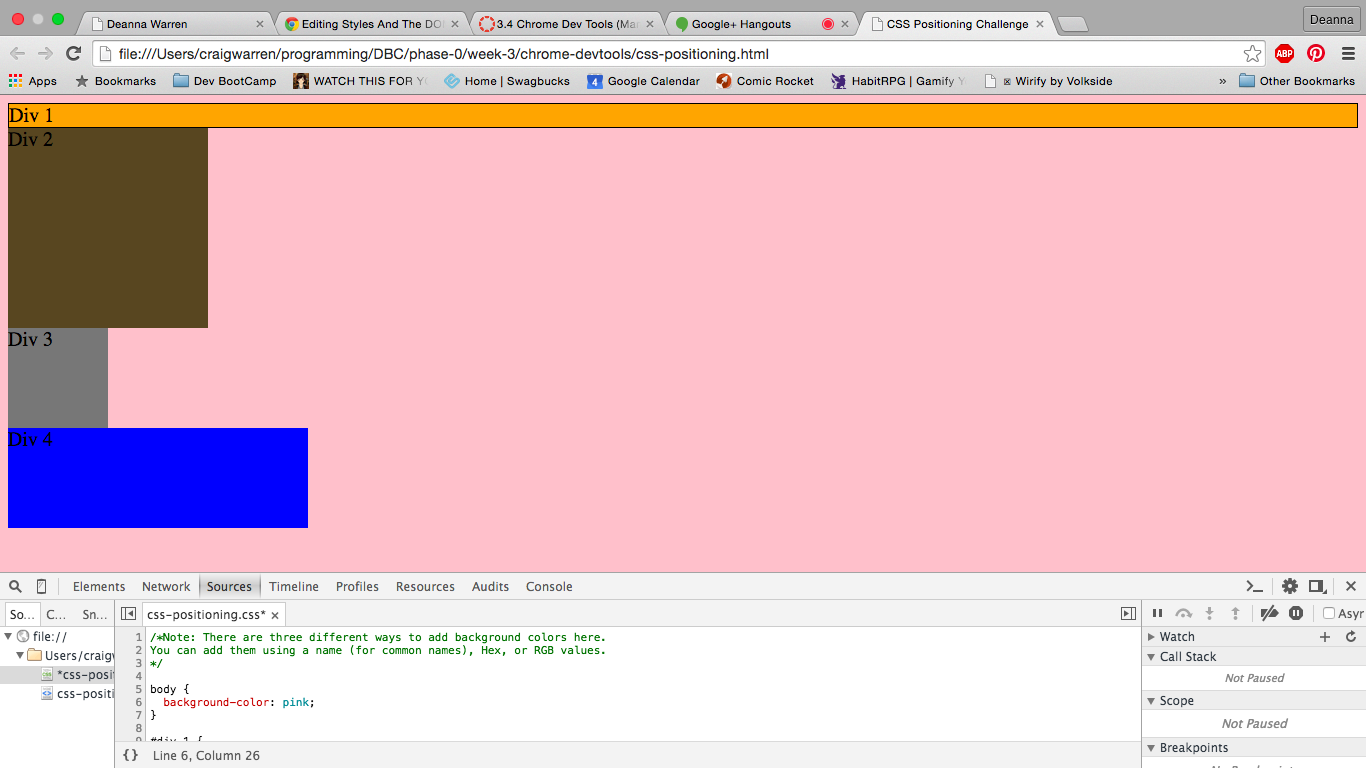 Deanna Warren
Editing Styles And The DO
3.4 Chrome Dev Tools (Ma
Google+ Hangouts
CSS Positioning Challenge
Deanna
file:///Users/craigwarren/programming/DBC/phase-0/week-3/chrome-devtools/css-positioning.html
ABP
Apps
Bookmarks
Dev BootCamp
WATCH THIS FOR YO
Home | Swagbucks
4
Google Calendar
Comic Rocket
HabitRPG | Gamify Y
Wirify by Volkside
»
Other Bookmarks
Div 1
Div 2
Div 3
Div 4
Elements Network Sources Timeline Profiles Resources Audits Console
So... C... Sn... css-positioning.css* Asyn
file://
Users/craigw
*css-posit
css-positi
1 /*Note: There are three different ways to add background colors here.
2 You can add them using a name (for common names), Hex, or RGB values.
3 */
4
5 body {
6 background-color: pink;
7 }
8
9 #div-1 {
{} Line 6, Column 26
Watch
Call Stack
Not Paused
Scope
Not Paused
Breakpoints